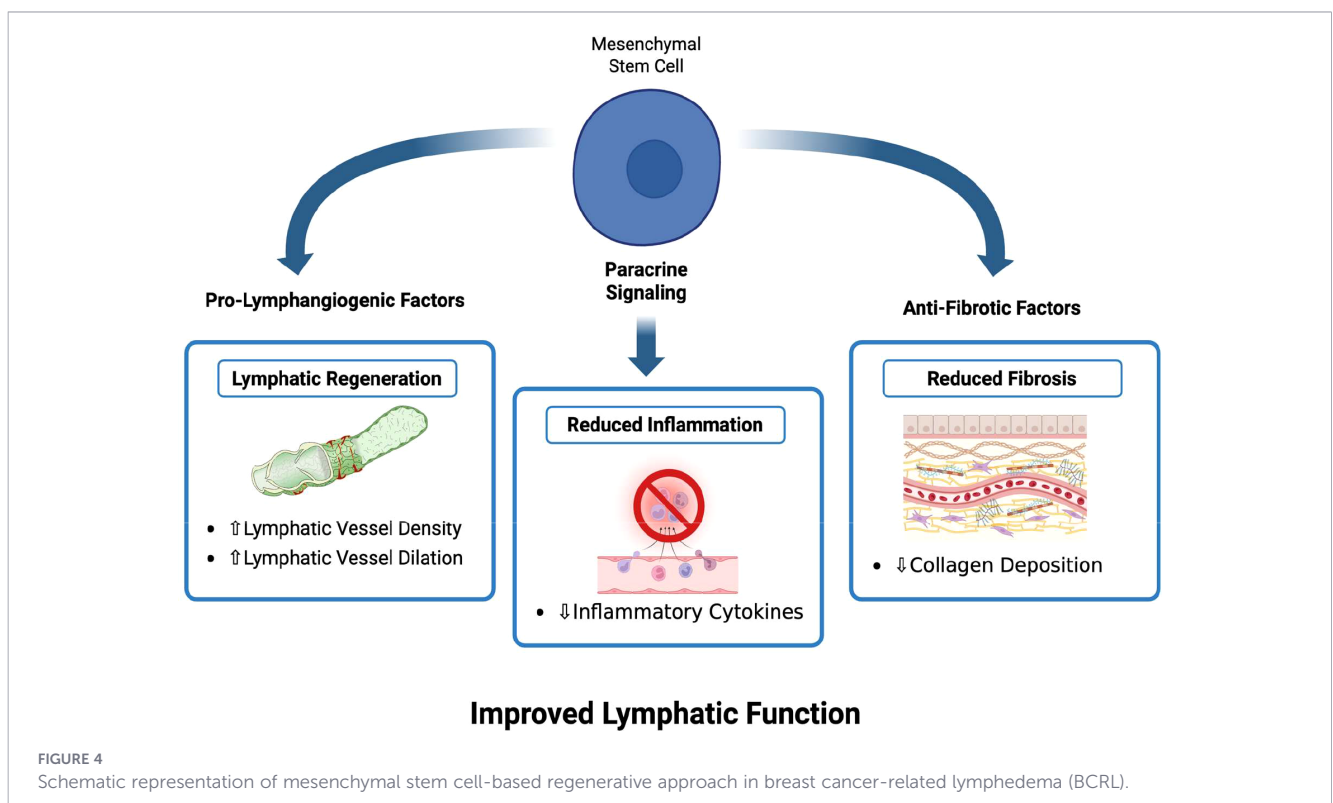 Mesenchymal
Stem Cell
Paracrine
Signaling
Pro-Lymphangiogenic Factors
Lymphatic Regeneration
• ⇧Lymphatic Vessel Density
• ⇧Lymphatic Vessel Dilation
Reduced Inflammation
• ⇩Inflammatory Cytokines
Anti-Fibrotic Factors
Reduced Fibrosis
• ⇩Collagen Deposition
Improved Lymphatic Function
FIGURE 4
Schematic representation of mesenchymal stem cell-based regenerative approach in breast cancer-related lymphedema (BCRL).